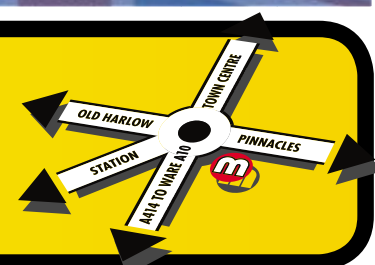 TOWN CENTRE
OLD HARLOW
PINNACLES
STATION
A414 TO WARE A10
m